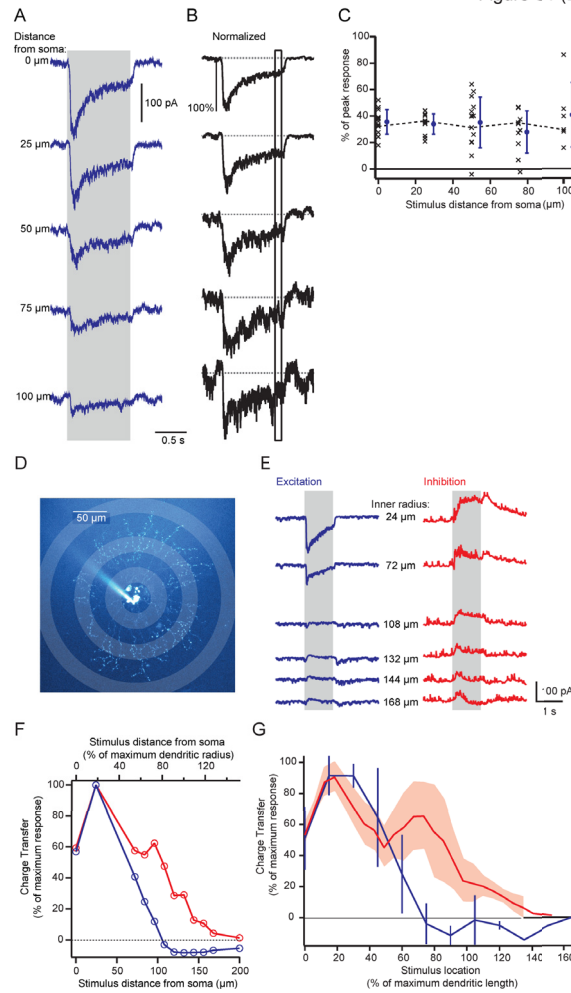 A
Distance
from soma:
0 µm
100 pA
25 µm
50 µm
75 µm
100 µm
0.5 s
B
Normalized
100%
C
% of peak response
100
80
60
40
20
0
0 20 40 60 80 100
Stimulus distance from soma (µm)
D
50 µm
E
Excitation
Inhibition
Inner radius:
24 µm
72 µm
108 µm
132 µm
144 µm
168 µm
00 pA
1 s
F
Stimulus distance from soma
(% of maximum dendritic radius)
0 40 80 120
Charge Transfer
(% of maximum response)
100
80
60
40
20
0
0 50 100 150 200
Stimulus distance from soma (µm)
G
Charge Transfer
(% of maximum response)
100
80
60
40
20
0
0 20 40 60 80 100 120 140 160
Stimulus location
(% of maximum dendritic length)